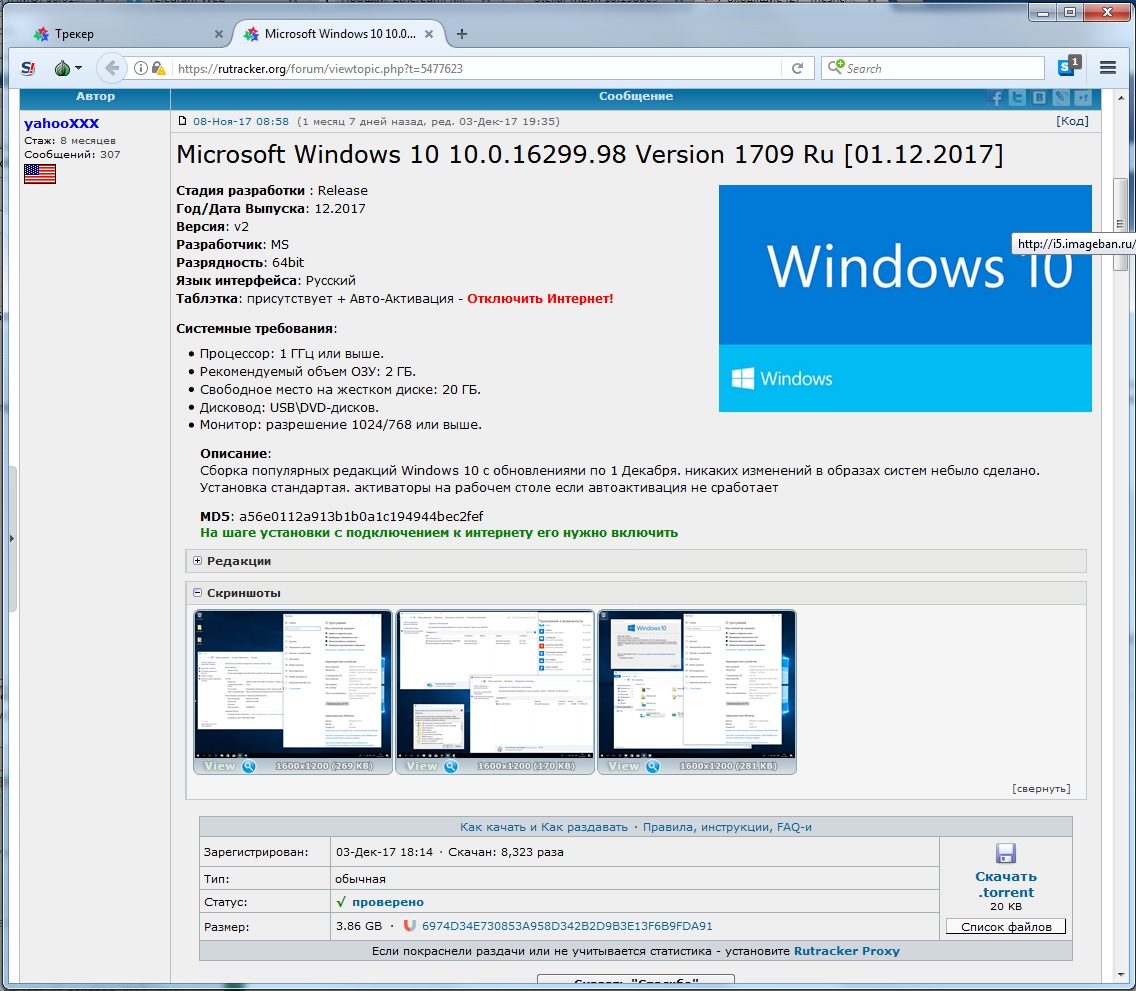 Трекер
Microsoft Windows 10 10.0...
https://rutracker.org/forum/viewtopic.php?t=5477623
Search
1
Автор
Сообщение
yahooXXX
Стаж: 8 месяцев
Сообщений: 307
08-Ноя-17 08:58 (1 месяц 7 дней назад, ред. 03-Дек-17 19:35)
[Код]
Microsoft Windows 10 10.0.16299.98 Version 1709 Ru [01.12.2017]
Стадия разработки : Release
Год/Дата Выпуска: 12.2017
Версия: v2
Разработчик: MS
Разрядность: 64bit
Язык интерфейса: Русский
Таблэтка: присутствует + Авто-Активация - Отключить Интернет!
Windows 10
Windows
http://i5.imageban.ru/
Системные требования:
Процессор: 1 ГГц или выше.
Рекомендуемый объем ОЗУ: 2 ГБ.
Свободное место на жестком диске: 20 ГБ.
Дисковод: USB\DVD-дисков.
Монитор: разрешение 1024/768 или выше.
Описание:
Сборка популярных редакций Windows 10 с обновлениями по 1 Декабря. никаких изменений в образах систем небыло сделано.
Установка стандартая. активаторы на рабочем столе если автоактивация не сработает
MD5: a56e0112a913b1b0a1c194944bec2fef
На шаге установки с подключением к интернету его нужно включить
Редакции
Скриншоты
View 1600x1200 (269 KB)
View 1600x1200 (170 KB)
View 1600x1200 (281 KB)
[свернуть]
Как качать и Как раздавать · Правила, инструкции, FAQ-и
Зарегистрирован: 03-Дек-17 18:14 · Скачан: 8,323 раза
Тип: обычная
Статус: √ проверено
Размер: 3.86 GB · 6974D34E730853A958D342B2D9B3E13F6B9FDA91
Скачать
.torrent
20 KB
Список файлов
Если покраснели раздачи или не учитывается статистика - установите Rutracker Proxy